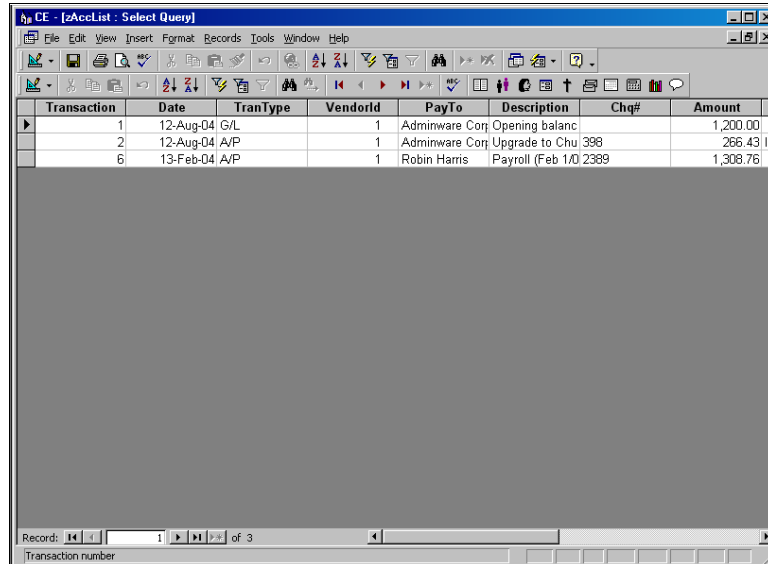 CE - [zAccList : Select Query]
File Edit View Insert Format Records Tools Window Help
Transaction Date TranType VendorId PayTo Description Chq# Amount
1 12-Aug-04 G/L 1 Adminware Corp Opening balanc 1,200.00
2 12-Aug-04 A/P 1 Adminware Corp Upgrade to Chu 398 266.43
6 13-Feb-04 A/P 1 Robin Harris Payroll (Feb 1/0 2389 1,308.76
Record: 1 of 3
Transaction number